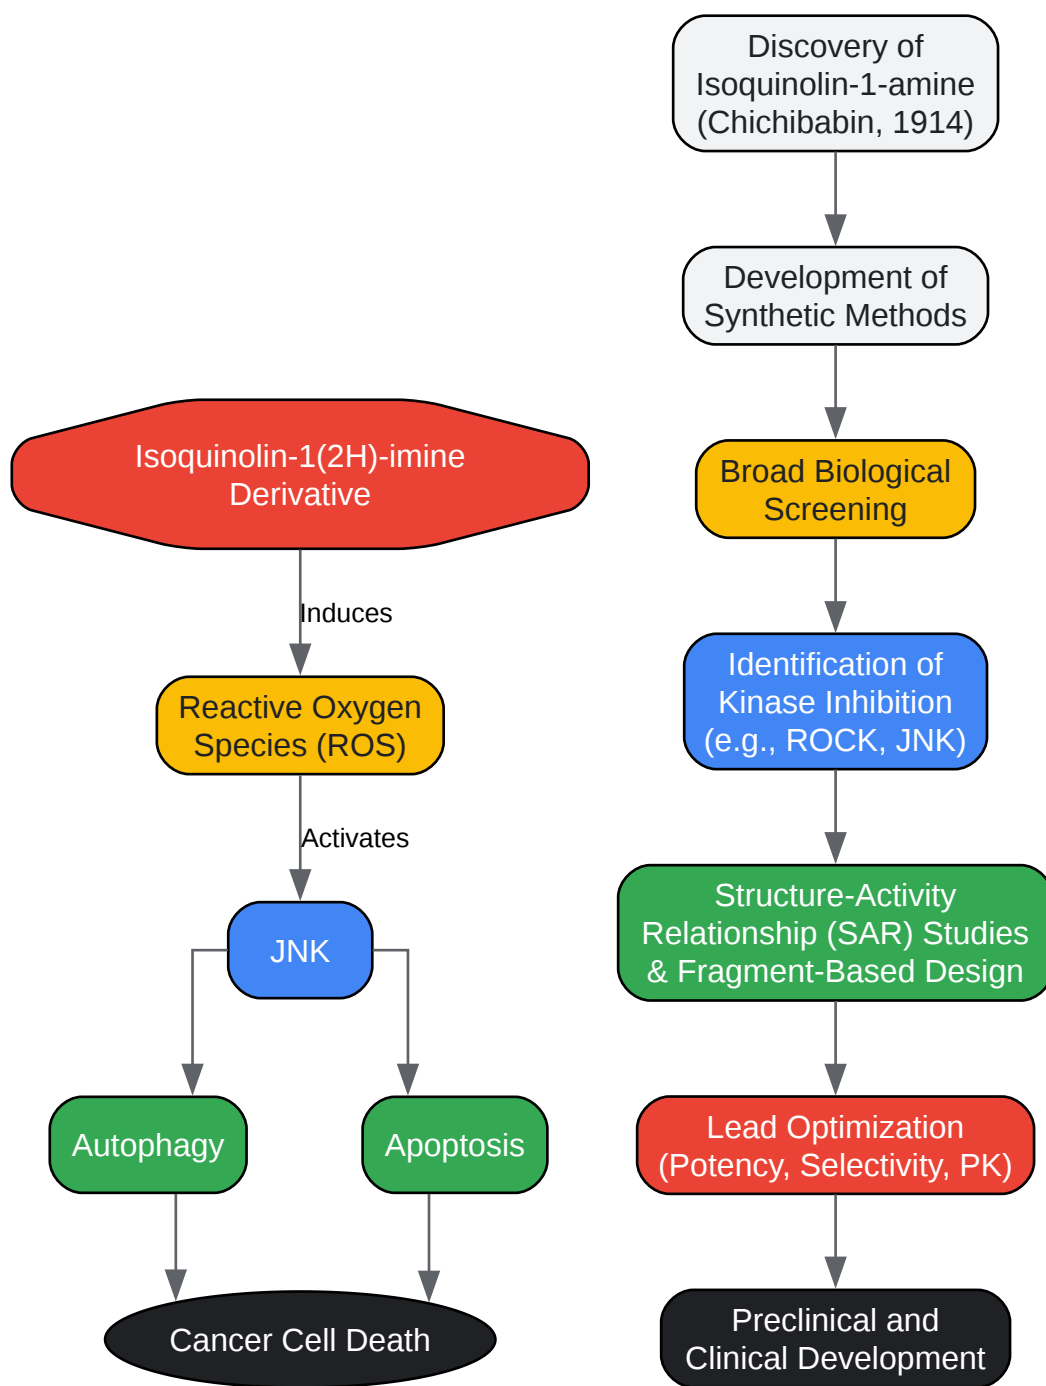 Isoquinolin-1(2H)-imine
Derivative
Induces
Reactive Oxygen
Species (ROS)
Activates
JNK
Autophagy
Apoptosis
Cancer Cell Death
Discovery of
Isoquinolin-1-amine
(Chichibabin, 1914)
Development of
Synthetic Methods
Broad Biological
Screening
Identification of
Kinase Inhibition
(e.g., ROCK, JNK)
Structure-Activity
Relationship (SAR) Studies
& Fragment-Based Design
Lead Optimization
(Potency, Selectivity, PK)
Preclinical and
Clinical Development